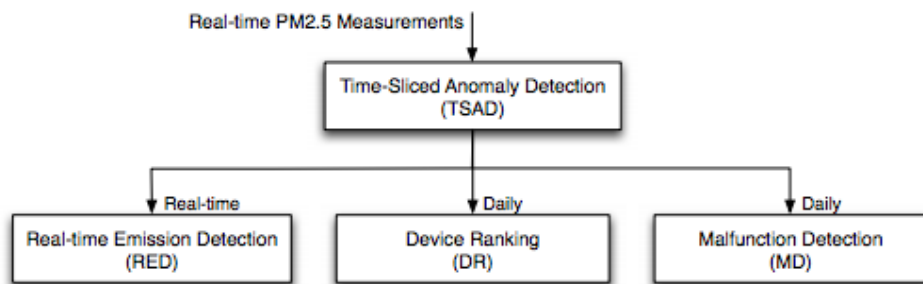 Real-time PM2.5 Measurements
Time-Sliced Anomaly Detection
(TSAD)
Real-time
Daily
Daily
Real-time Emission Detection
(RED)
Device Ranking
(DR)
Malfunction Detection
(MD)